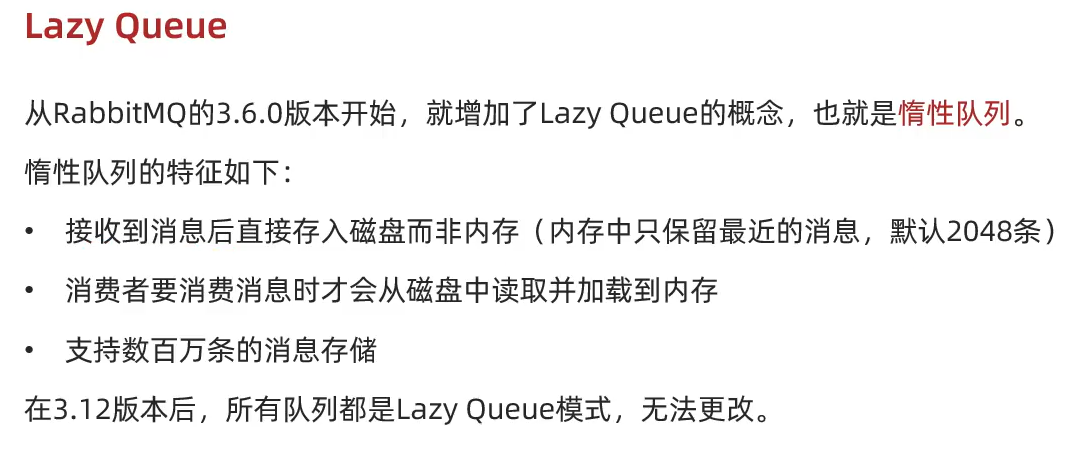 Lazy Queue
从RabbitMQ的3.6.0版本开始，就增加了Lazy Queue的概念，也就是惰性队列。
惰性队列的特征如下：
• 接收到消息后直接存入磁盘而非内存（内存中只保留最近的消息，默认2048条）
• 消费者要消费消息时才会从磁盘中读取并加载到内存
• 支持数百万条的消息存储
在3.12版本后，所有队列都是Lazy Queue模式，无法更改。